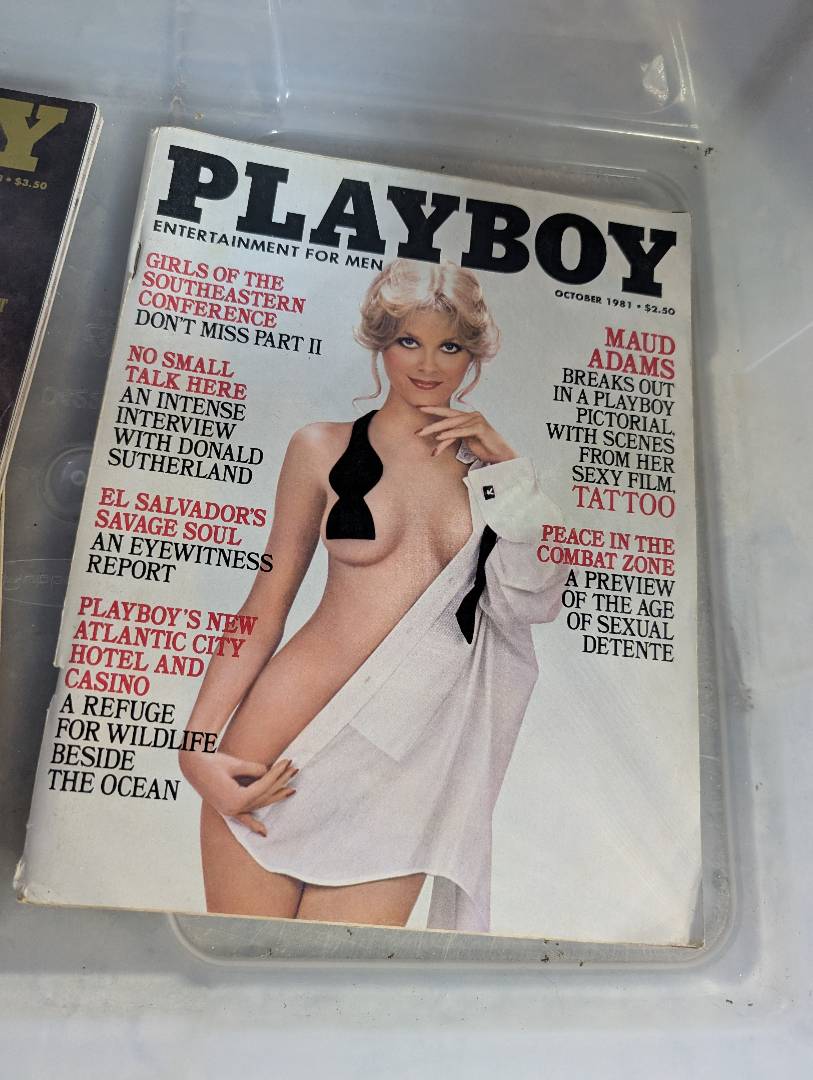 Y
• $3.50
PLAYBOY
ENTERTAINMENT FOR MEN
OCTOBER 1981 • $2.50
GIRLS OF THE
SOUTHEASTERN
CONFERENCE
DON'T MISS PART II
NO SMALL
TALK HERE
AN INTENSE
INTERVIEW
WITH DONALD
SUTHERLAND
EL SALVADOR'S
SAVAGE SOUL
AN EYEWITNESS
REPORT
PLAYBOY'S NEW
ATLANTIC CITY
HOTEL AND
CASINO
A REFUGE
FOR WILDLIFE
BESIDE
THE OCEAN
MAUD
ADAMS
BREAKS OUT
IN A PLAYBOY
PICTORIAL,
WITH SCENES
FROM HER
SEXY FILM,
TATTOO
PEACE IN THE
COMBAT ZONE
A PREVIEW
OF THE AGE
OF SEXUAL
DETENTE